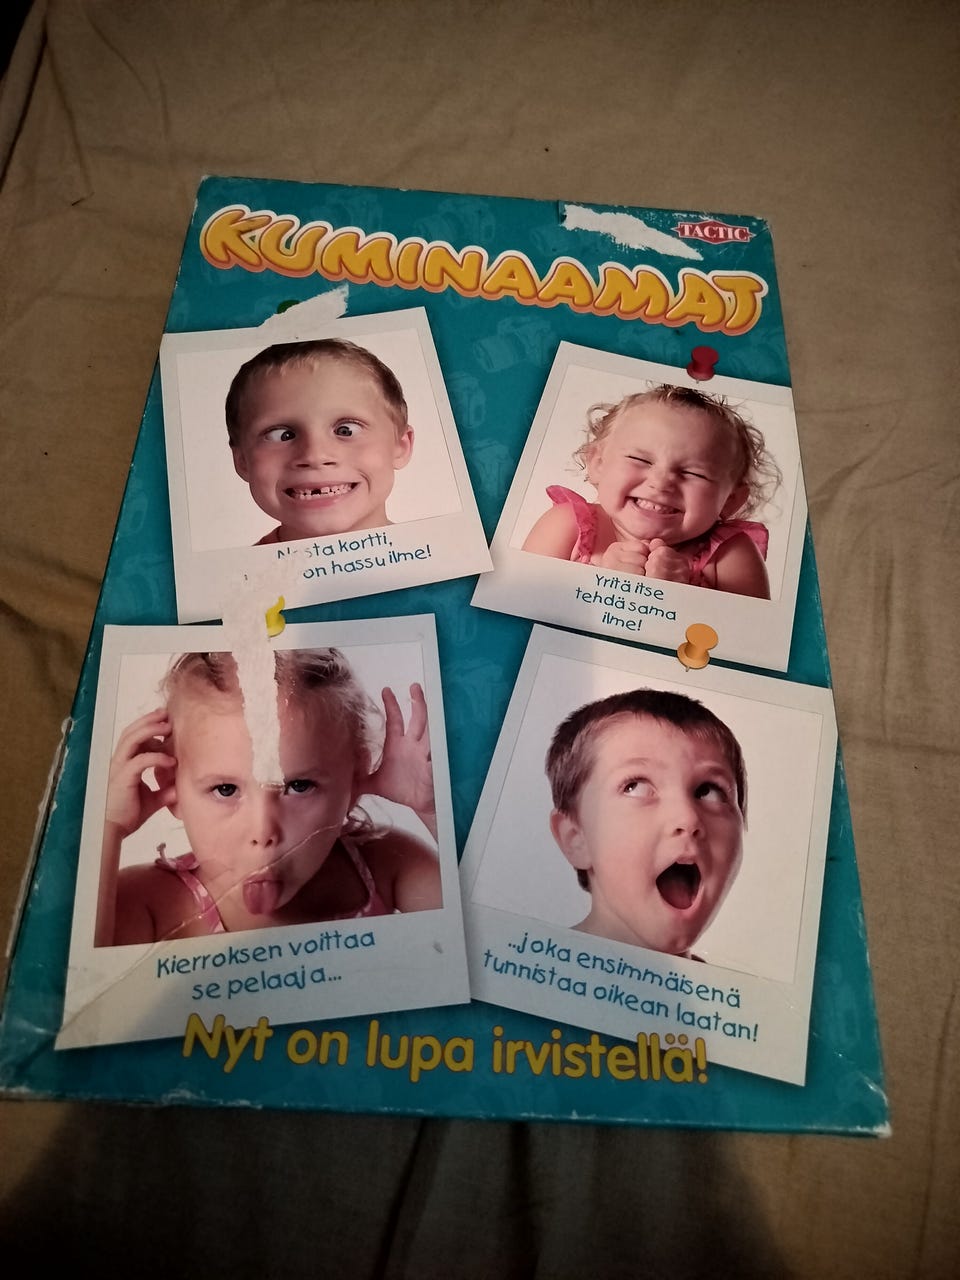 TACTIC
KUMINAAMAT
kortti,
on hassu ilme!
Yritä itse
tehdä sama
ilme!
Kierroksen voittaa
se pelaaja...
...joka ensimmäisenä
tunnistaa oikean laatan!
Nyt on lupa irvistellä!